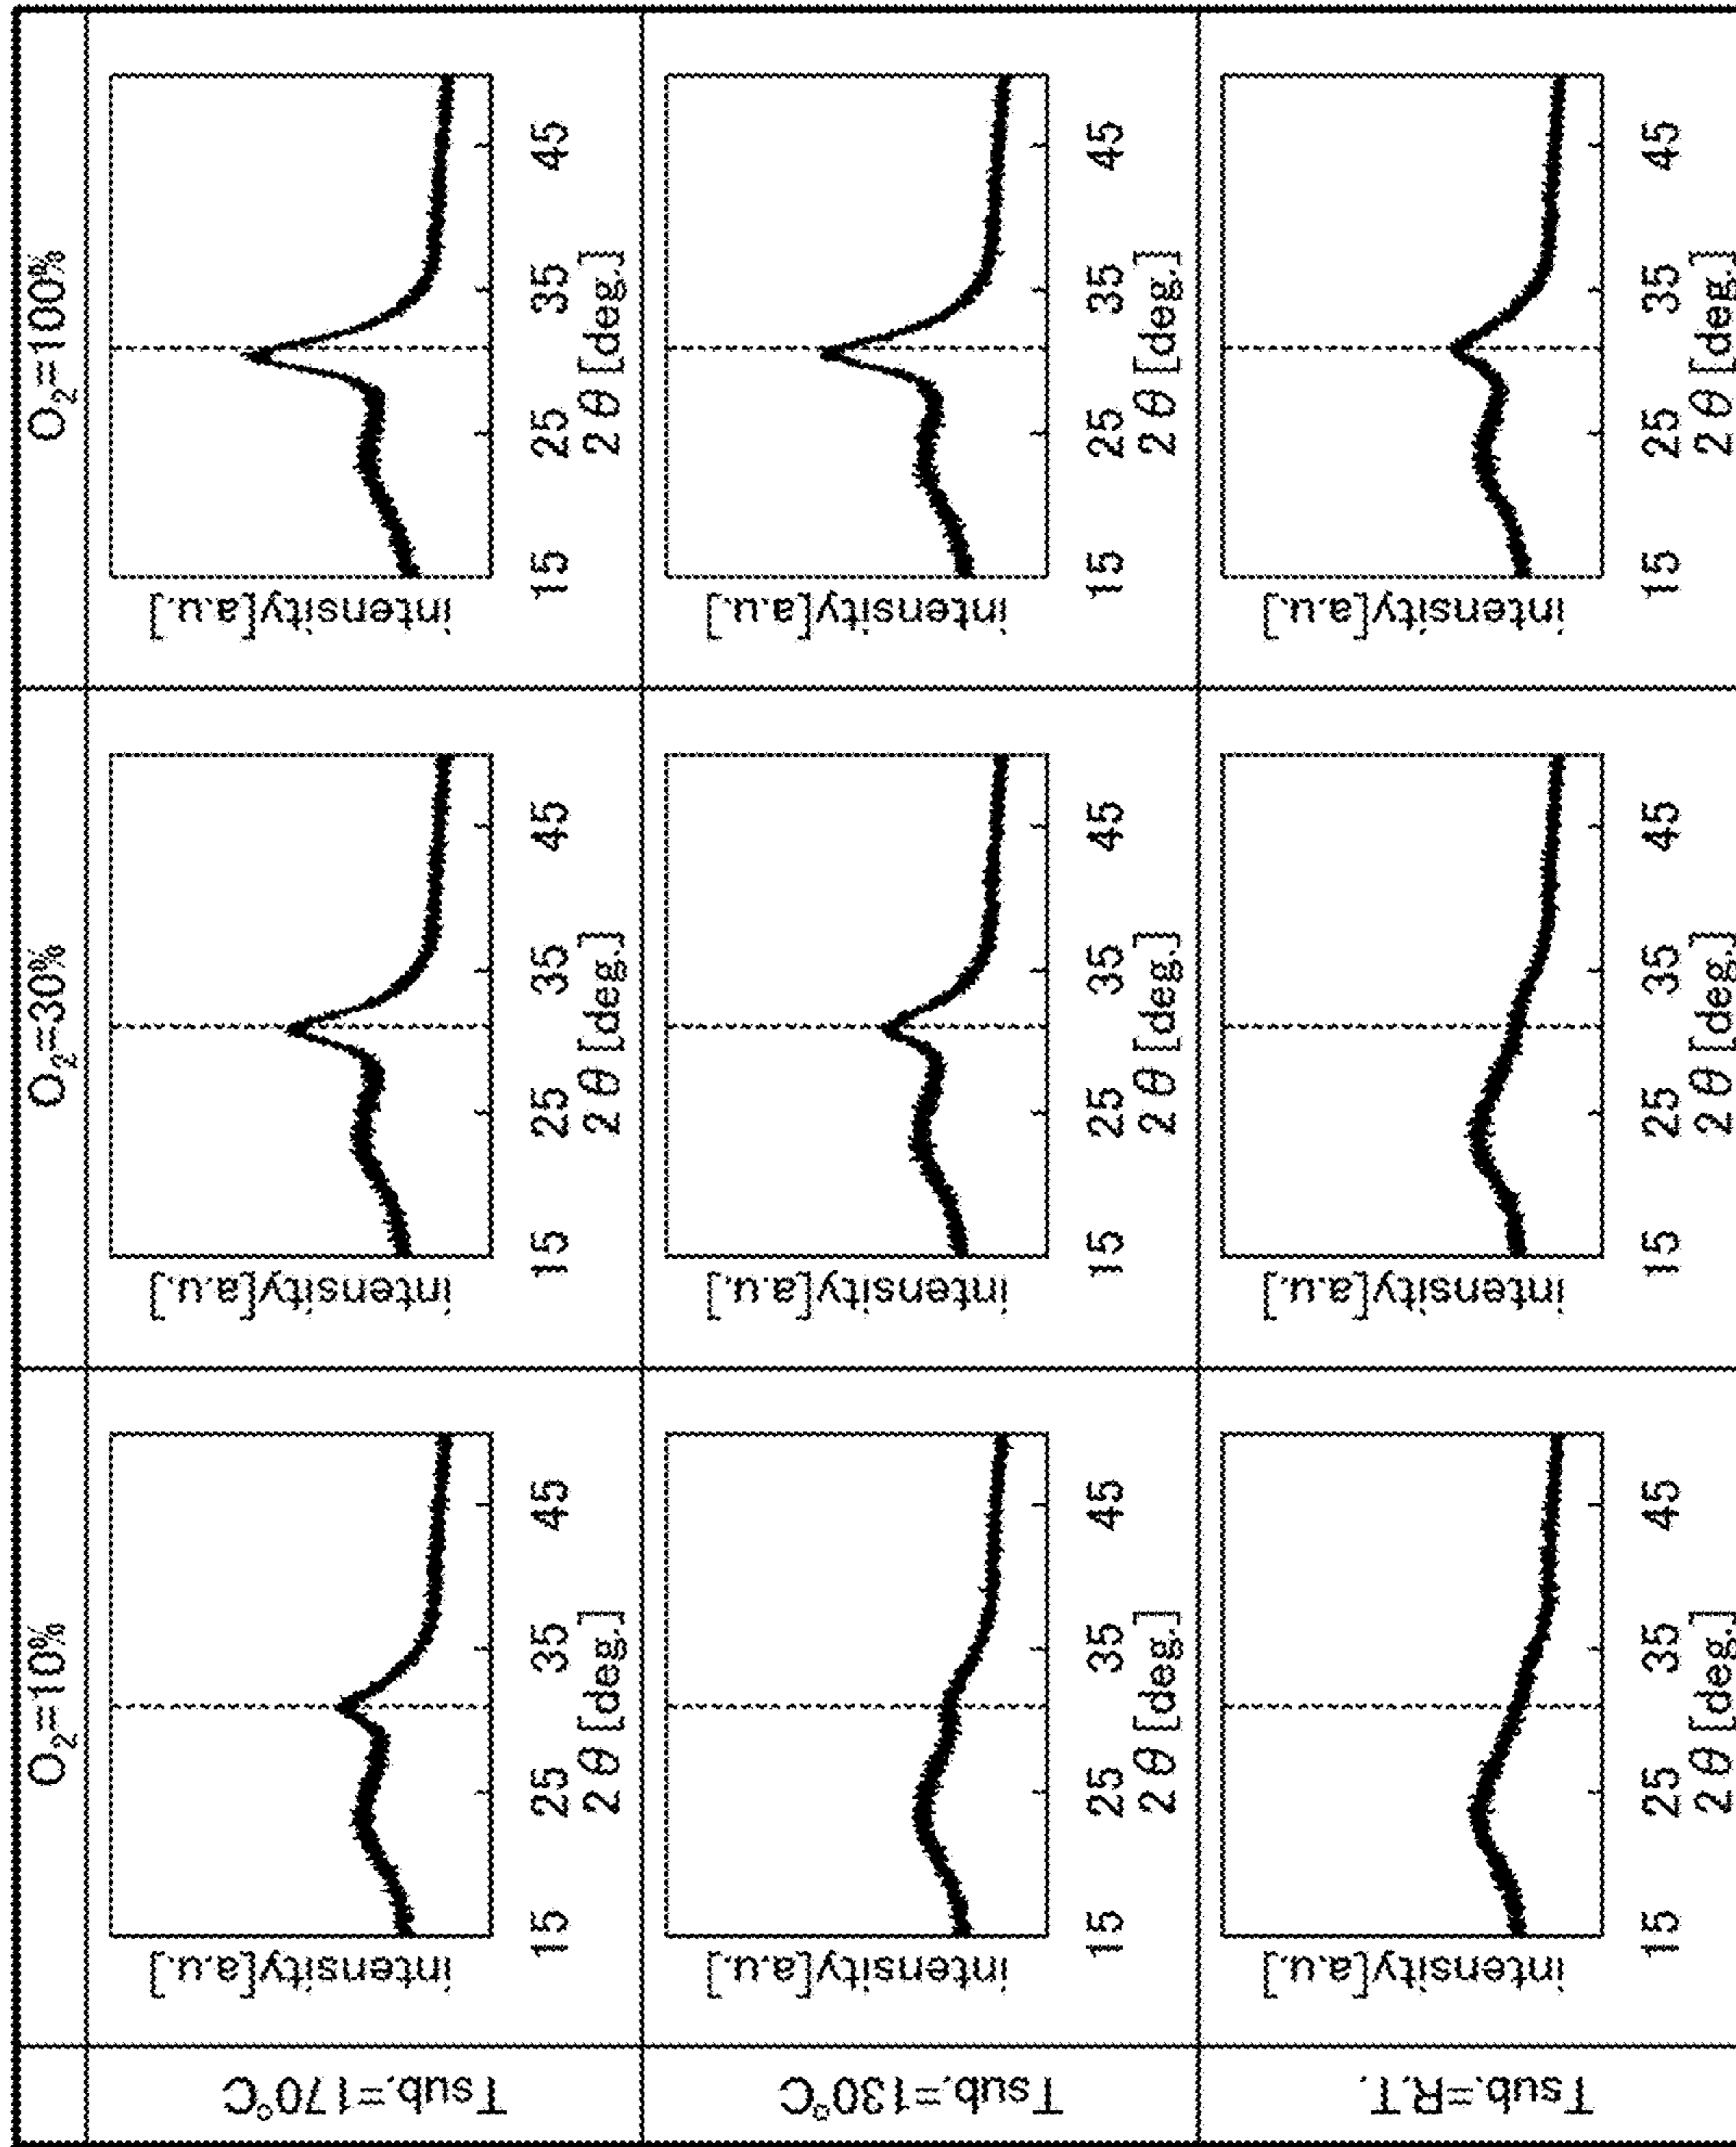 O₂=10%
O₂=30%
O₂=100%
Tsub.=170°C
intensity[a.u.]
15 25 35 45
2θ [deg.]
intensity[a.u.]
15 25 35 45
2θ [deg.]
intensity[a.u.]
15 25 35 45
2θ [deg.]
Tsub.=130°C
intensity[a.u.]
15 25 35 45
2θ [deg.]
intensity[a.u.]
15 25 35 45
2θ [deg.]
intensity[a.u.]
15 25 35 45
2θ [deg.]
Tsub.=R.T.
intensity[a.u.]
15 25 35 45
2θ [deg.]
intensity[a.u.]
15 25 35 45
2θ [deg.]
intensity[a.u.]
15 25 35 45
2θ [deg.]